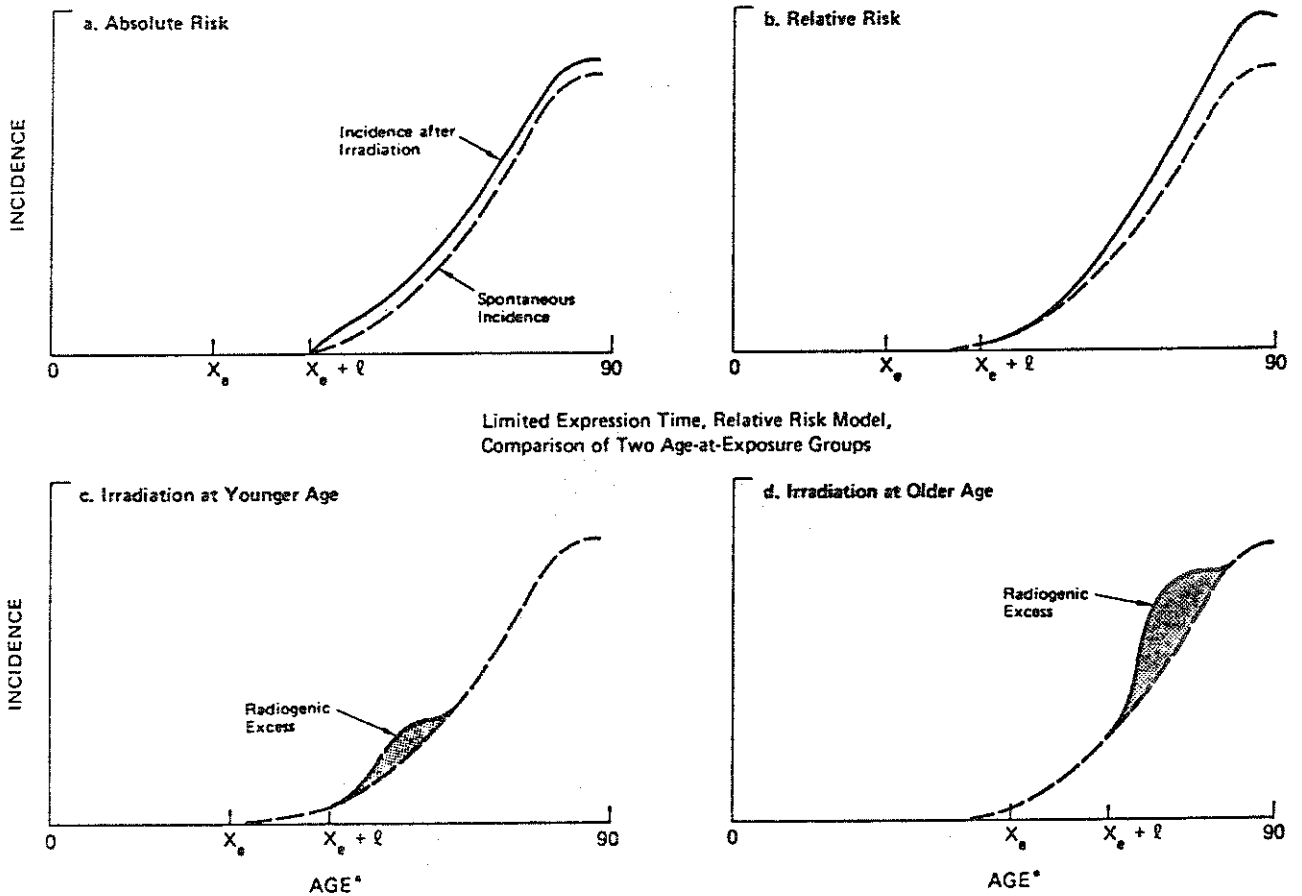 a. Absolute Risk
INCIDENCE
Incidence after
Irradiation
Spontaneous
Incidence
0
Xe
Xe + ℓ
90
b. Relative Risk
0
Xe
Xe + ℓ
90
Limited Expression Time, Relative Risk Model,
Comparison of Two Age-at-Exposure Groups
c. Irradiation at Younger Age
INCIDENCE
Radiogenic
Excess
0
Xe
Xe + ℓ
90
AGE*
d. Irradiation at Older Age
Radiogenic
Excess
0
Xe
Xe + ℓ
90
AGE*